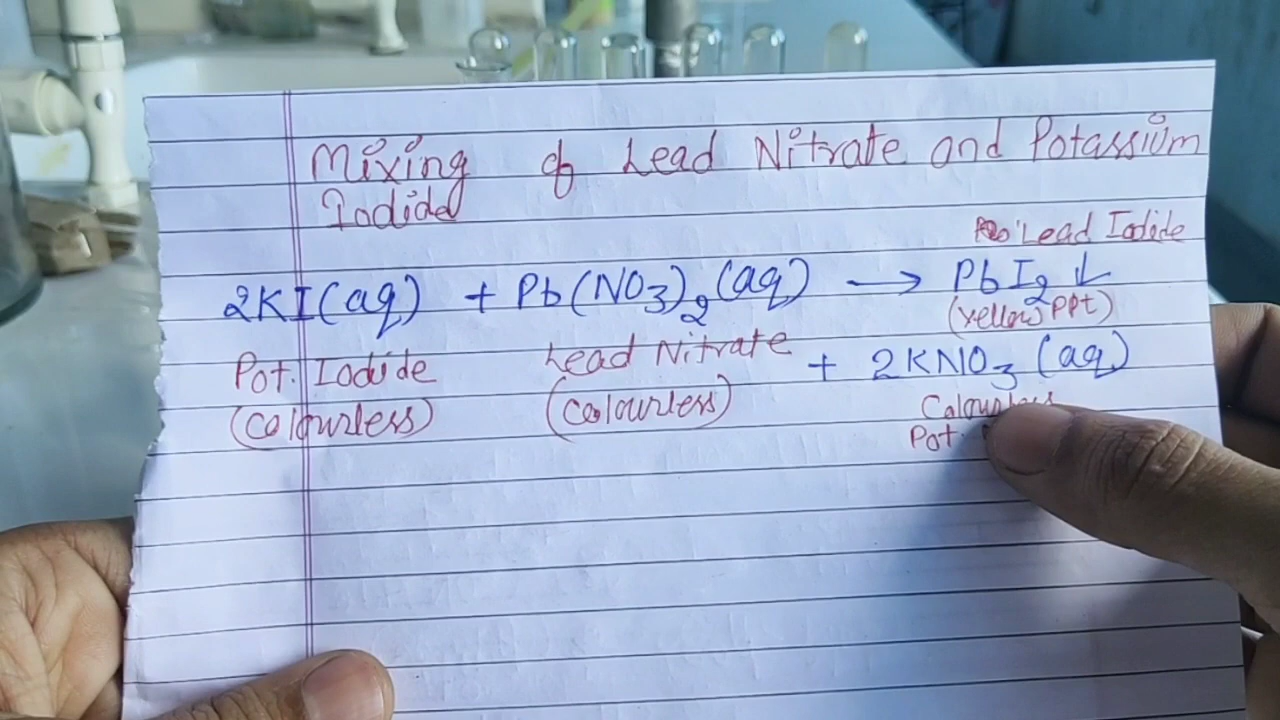 Mixing of Lead Nitrate and Potassium
Iodide
Lead Iodide
2KI(aq) + Pb(NO3)2(aq) → PbI2↓
(yellow PPt)
Pot. Iodide Lead Nitrate + 2KNO3 (aq)
(Colourless) (Colourless) Colourless
Pot.